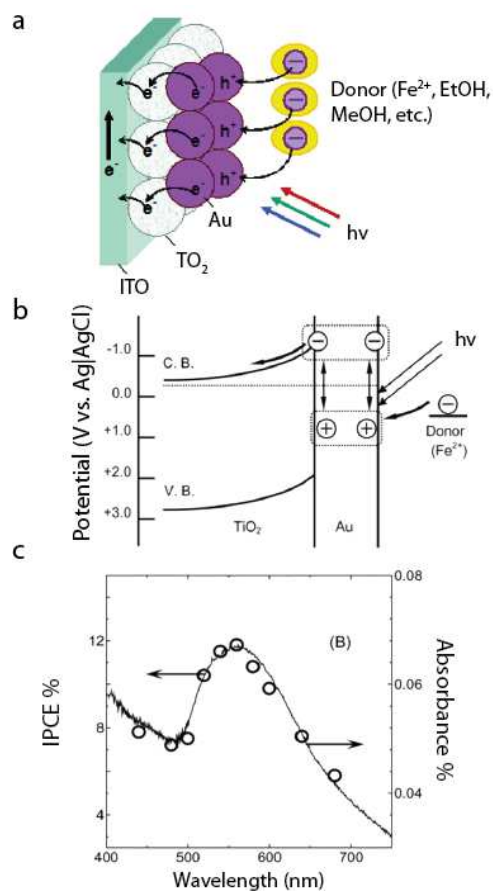 a
e-
h+
−
e-
h+
−
e-
h+
−
e-
Donor (Fe2+, EtOH,
MeOH, etc.)
Au
TO2
ITO
hν
b
Potential (V vs. Ag|AgCl)
-1.0
0.0
+1.0
+2.0
+3.0
C.B.
V.B.
TiO2
Au
−
−
+
+
hν
−
Donor
(Fe2+)
c
(B)
IPCE %
12
8
4
Absorbance %
0.08
0.06
0.04
400
500
600
700
Wavelength (nm)